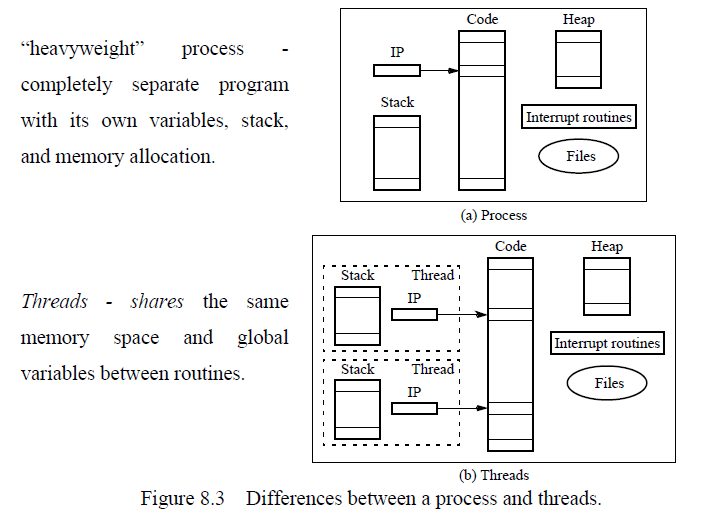 “heavyweight” process -
completely separate program
with its own variables, stack,
and memory allocation.
Code
Heap
IP
Stack
Interrupt routines
Files
(a) Process
Threads - shares the same
memory space and global
variables between routines.
Code
Heap
Stack
Thread
IP
Interrupt routines
Stack
Thread
IP
Files
(b) Threads
Figure 8.3 Differences between a process and threads.